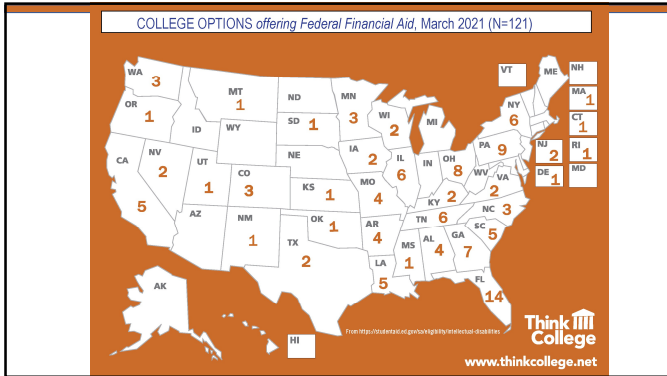 COLLEGE OPTIONS offering Federal Financial Aid, March 2021 (N=121)
WA 3
OR 1
CA 5
NV 2
ID
MT 1
WY
UT 1
CO 3
AZ
NM 1
ND
SD 1
NE
KS 1
OK 1
TX 2
MN 3
IA 2
MO 4
AR 4
LA 5
WI 2
IL 6
MI
IN
OH 8
KY 2
TN 6
MS 1
AL 4
GA 7
FL 14
SC 5
NC 3
VA 2
WV
PA 9
NY 6
VT
ME
NH
MA 1
CT 1
RI 1
NJ 2
DE 1
MD
AK
HI
From https://studentaid.ed.gov/sa/eligibility/intellectual-disabilities
Think
College
www.thinkcollege.net